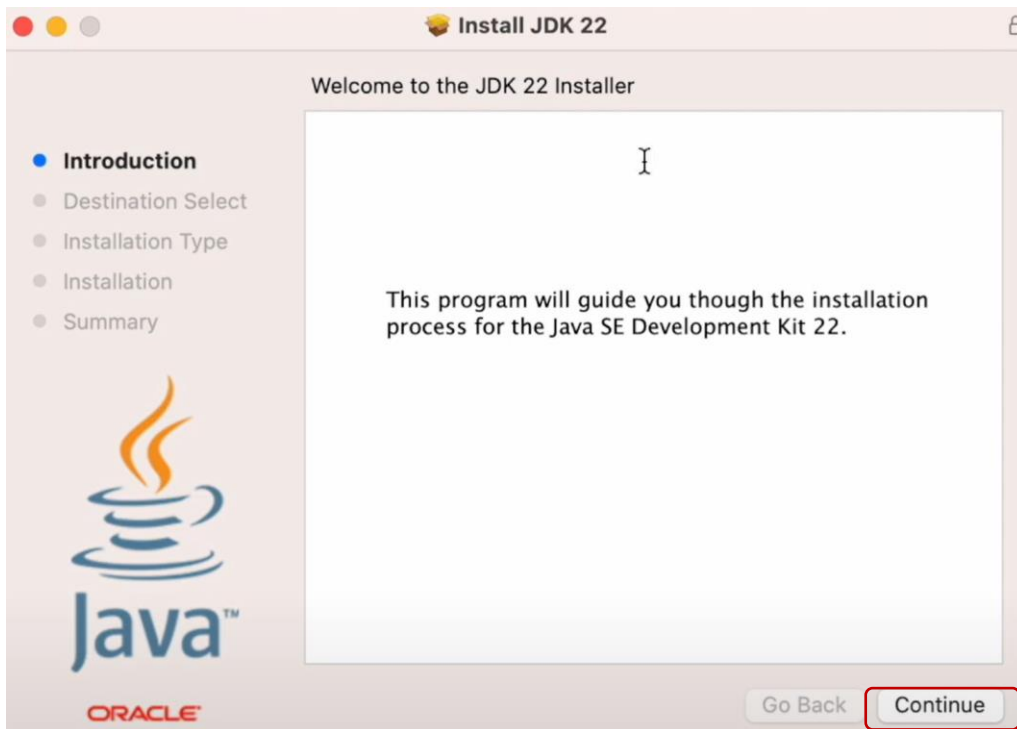 Install JDK 22
Welcome to the JDK 22 Installer
Introduction
Destination Select
Installation Type
Installation
Summary
This program will guide you though the installation
process for the Java SE Development Kit 22.
Java™
ORACLE®
Go Back
Continue